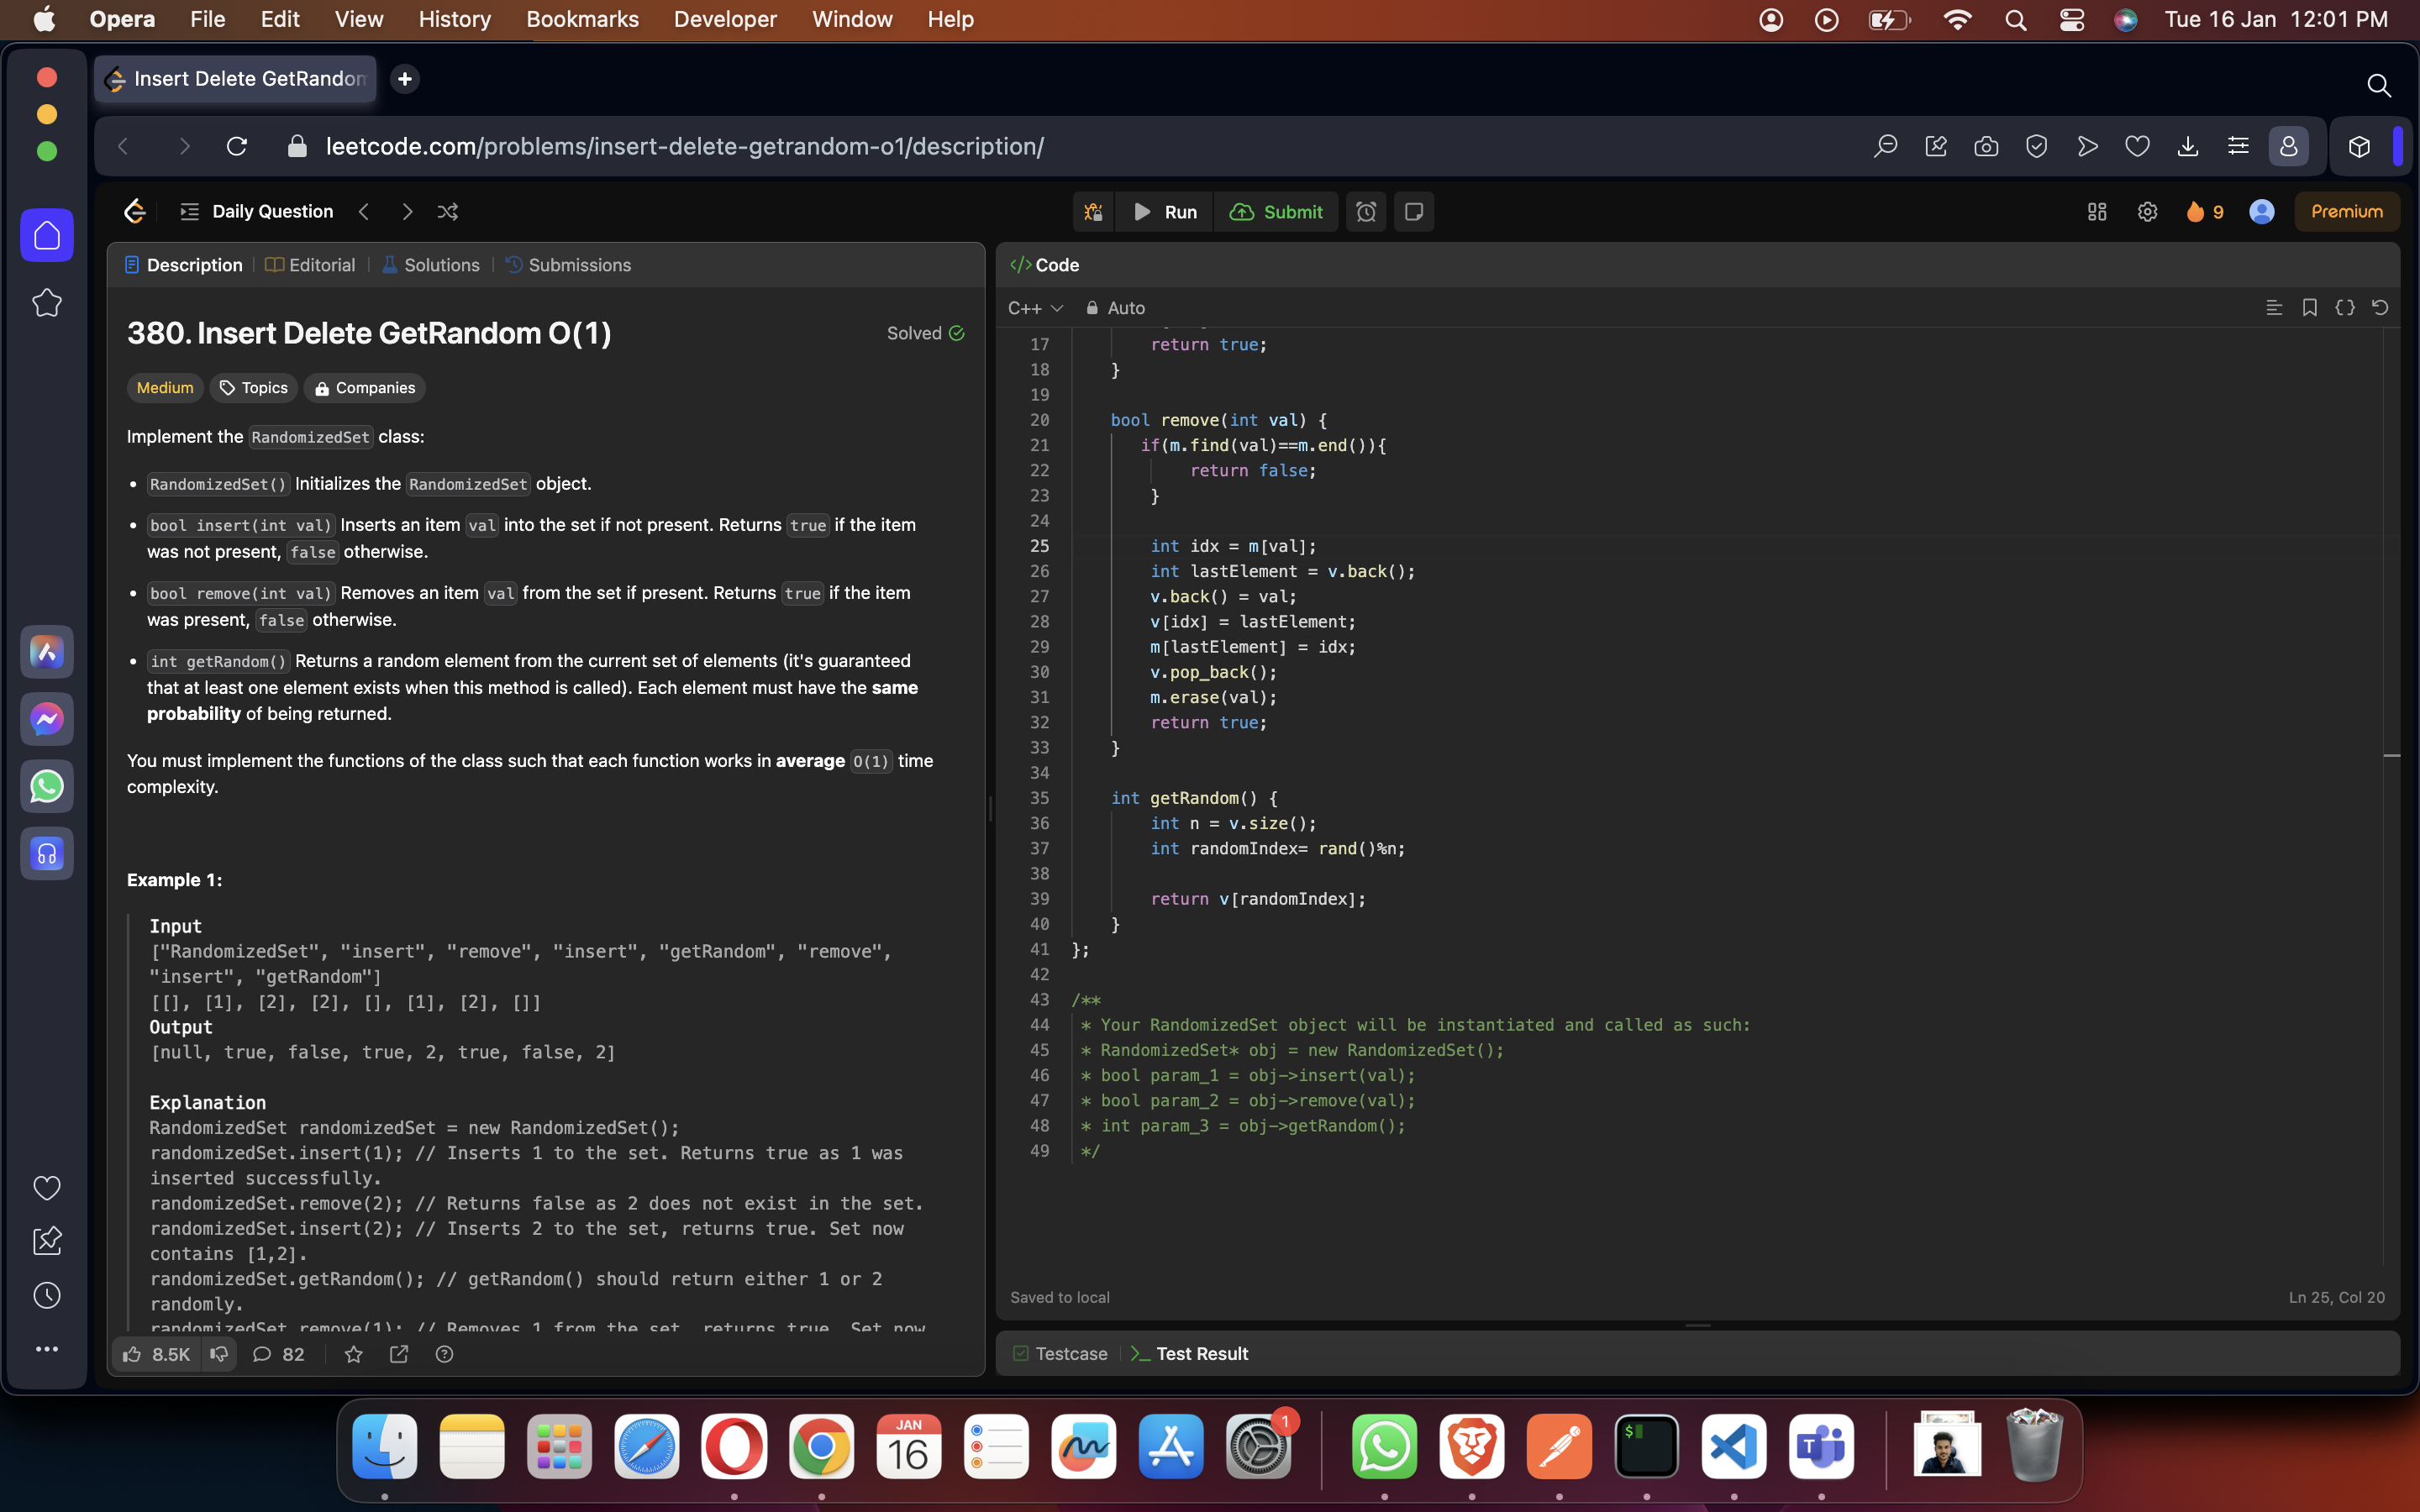 Opera File Edit View History Bookmarks Developer Window Help Tue 16 Jan 12:01 PM
Insert Delete GetRandom
leetcode.com/problems/insert-delete-getrandom-o1/description/
Daily Question Run Submit 9 Premium
Description Editorial Solutions Submissions
380. Insert Delete GetRandom O(1) Solved
Medium Topics Companies
Implement the RandomizedSet class:
• RandomizedSet() Initializes the RandomizedSet object.
• bool insert(int val) Inserts an item val into the set if not present. Returns true if the item
was not present, false otherwise.
• bool remove(int val) Removes an item val from the set if present. Returns true if the item
was present, false otherwise.
• int getRandom() Returns a random element from the current set of elements (it's guaranteed
that at least one element exists when this method is called). Each element must have the same
probability of being returned.
You must implement the functions of the class such that each function works in average O(1) time
complexity.
Example 1:
Input
["RandomizedSet", "insert", "remove", "insert", "getRandom", "remove",
"insert", "getRandom"]
[[], [1], [2], [2], [], [1], [2], []]
Output
[null, true, false, true, 2, true, false, 2]
Explanation
RandomizedSet randomizedSet = new RandomizedSet();
randomizedSet.insert(1); // Inserts 1 to the set. Returns true as 1 was
inserted successfully.
randomizedSet.remove(2); // Returns false as 2 does not exist in the set.
randomizedSet.insert(2); // Inserts 2 to the set, returns true. Set now
contains [1,2].
randomizedSet.getRandom(); // getRandom() should return either 1 or 2
randomly.
randomizedSet.remove(1); // Removes 1 from the set, returns true. Set now
8.5K 82
</> Code
C++ Auto
17 return true;
18 }
19
20 bool remove(int val) {
21 if(m.find(val)==m.end()){
22 return false;
23 }
24
25 int idx = m[val];
26 int lastElement = v.back();
27 v.back() = val;
28 v[idx] = lastElement;
29 m[lastElement] = idx;
30 v.pop_back();
31 m.erase(val);
32 return true;
33 }
34
35 int getRandom() {
36 int n = v.size();
37 int randomIndex= rand()%n;
38
39 return v[randomIndex];
40 }
41 };
42
43 /**
44 * Your RandomizedSet object will be instantiated and called as such:
45 * RandomizedSet* obj = new RandomizedSet();
46 * bool param_1 = obj->insert(val);
47 * bool param_2 = obj->remove(val);
48 * int param_3 = obj->getRandom();
49 */
Saved to local Ln 25, Col 20
Testcase Test Result
JAN
16
1
$
T